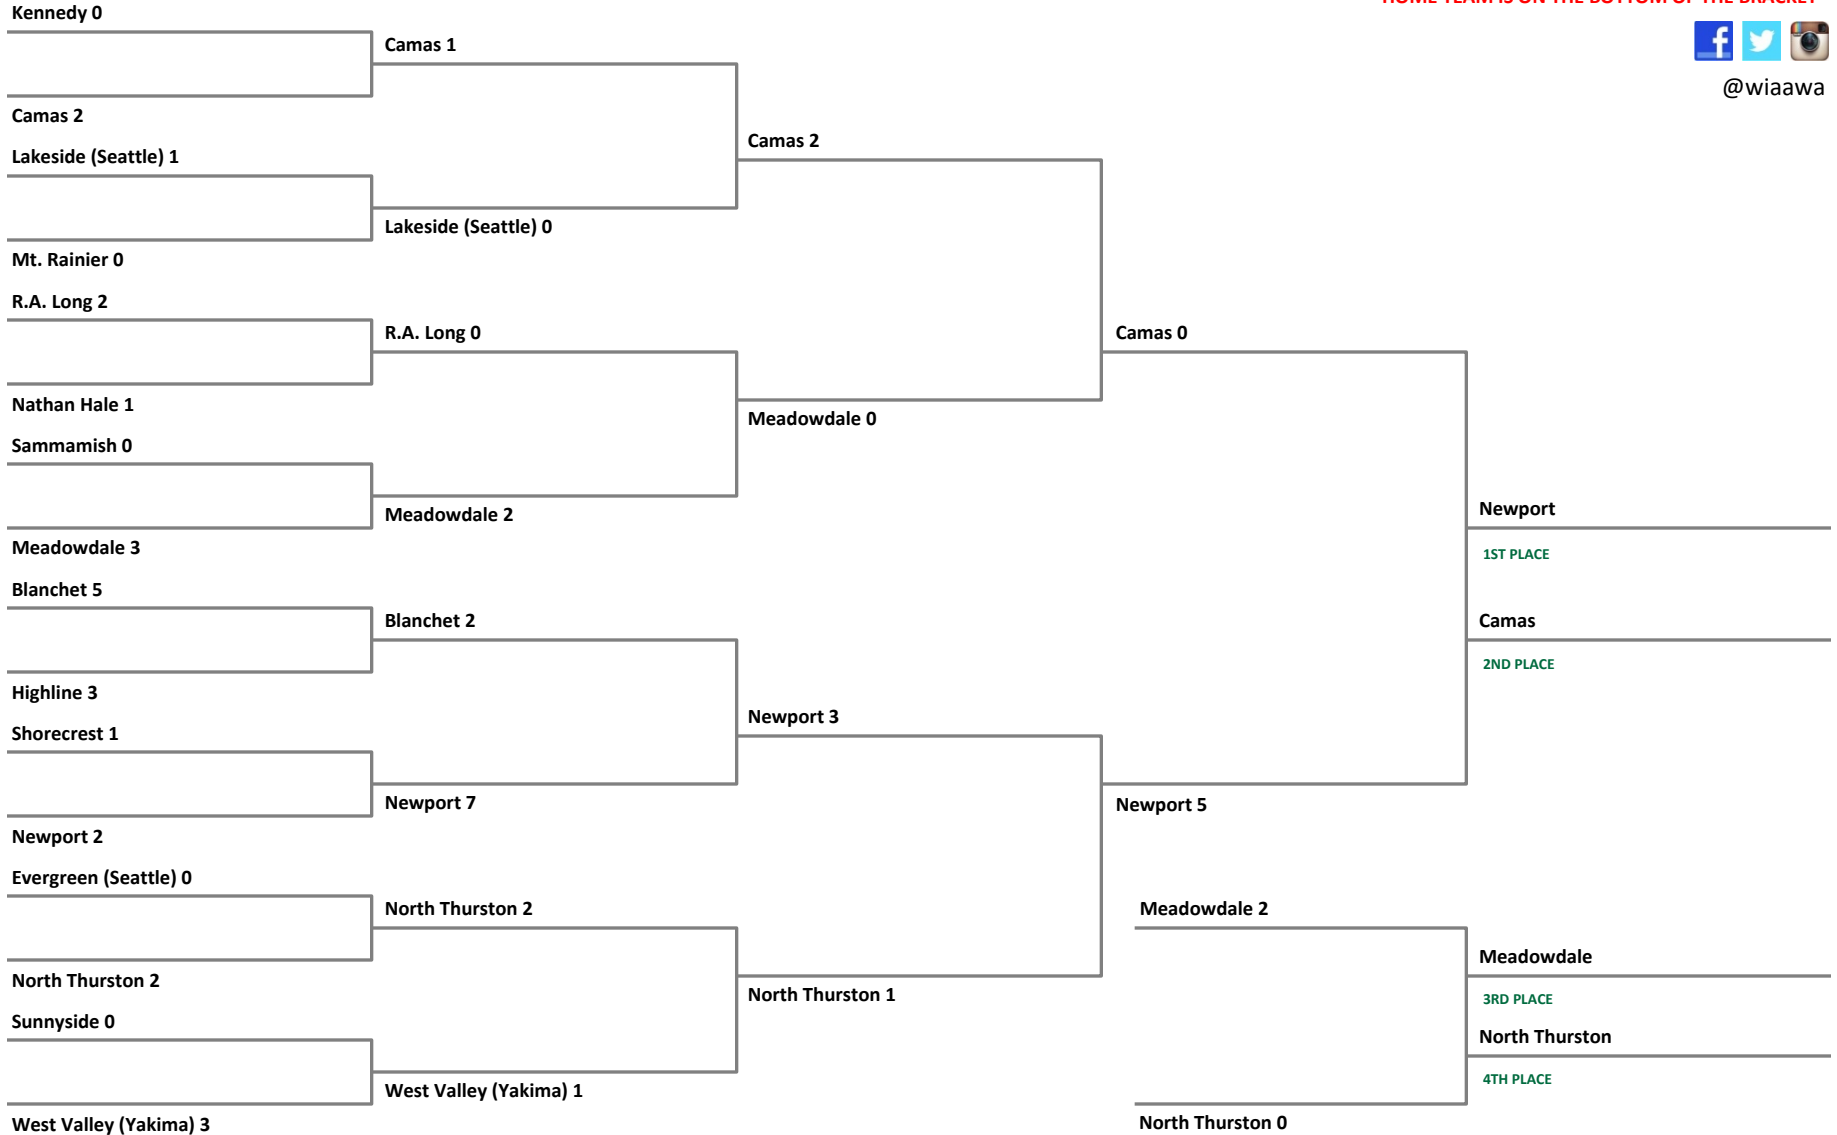 HOME TEAM IS ON THE BOTTOM OF THE BRACKET
@wiaawa
Kennedy 0
Camas 2
Lakeside (Seattle) 1
Mt. Rainier 0
R.A. Long 2
Nathan Hale 1
Sammamish 0
Meadowdale 3
Blanchet 5
Highline 3
Shorecrest 1
Newport 2
Evergreen (Seattle) 0
North Thurston 2
Sunnyside 0
West Valley (Yakima) 3
Camas 1
Lakeside (Seattle) 0
R.A. Long 0
Meadowdale 2
Blanchet 2
Newport 7
North Thurston 2
West Valley (Yakima) 1
Camas 2
Meadowdale 0
Newport 3
North Thurston 1
Camas 0
Newport 5
Meadowdale 2
North Thurston 0
Newport
1ST PLACE
Camas
2ND PLACE
Meadowdale
3RD PLACE
North Thurston
4TH PLACE